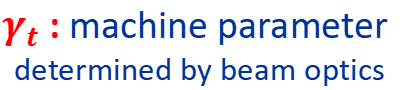 γₜ : machine parameter
determined by beam optics